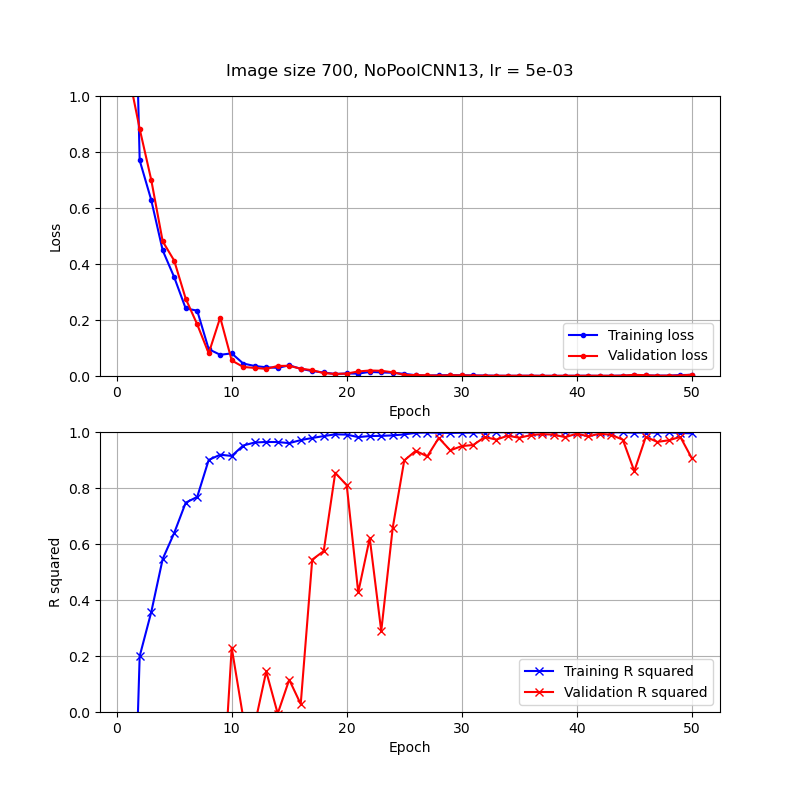 Image size 700, NoPoolCNN13, lr = 5e-03
1.0
0.8
0.6
0.4
0.2
0.0
Loss
0 10 20 30 40 50
Epoch
Training loss
Validation loss
1.0
0.8
0.6
0.4
0.2
0.0
R squared
0 10 20 30 40 50
Epoch
Training R squared
Validation R squared